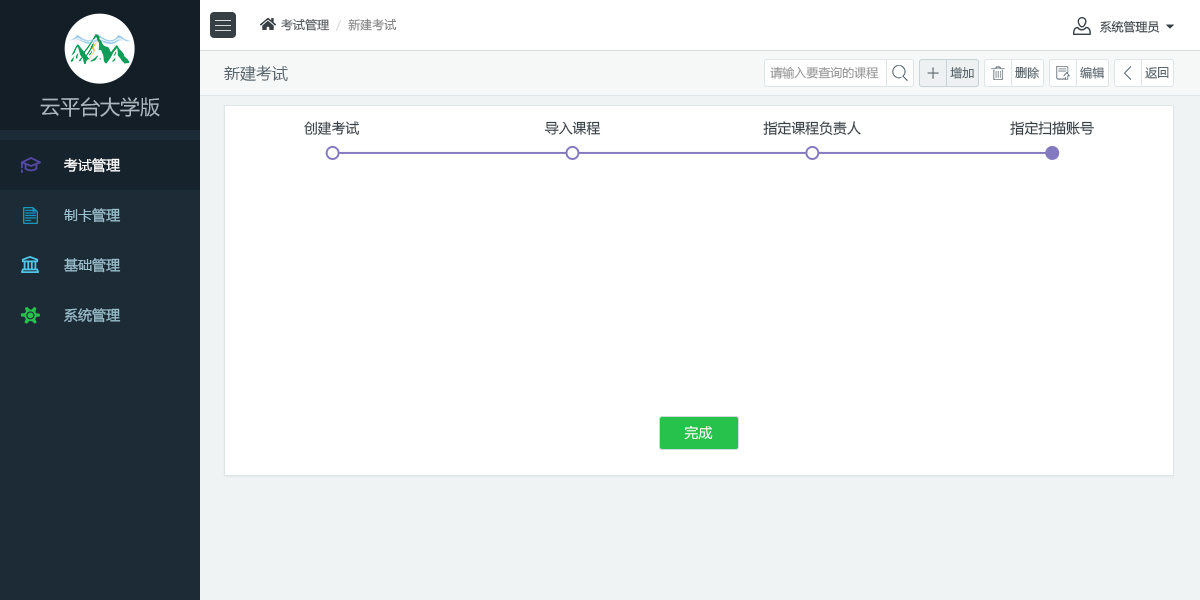 云平台大学版
考试管理
制卡管理
基础管理
系统管理
考试管理 / 新建考试
系统管理员
新建考试
请输入要查询的课程
增加
删除
编辑
返回
创建考试
导入课程
指定课程负责人
指定扫描账号
完成